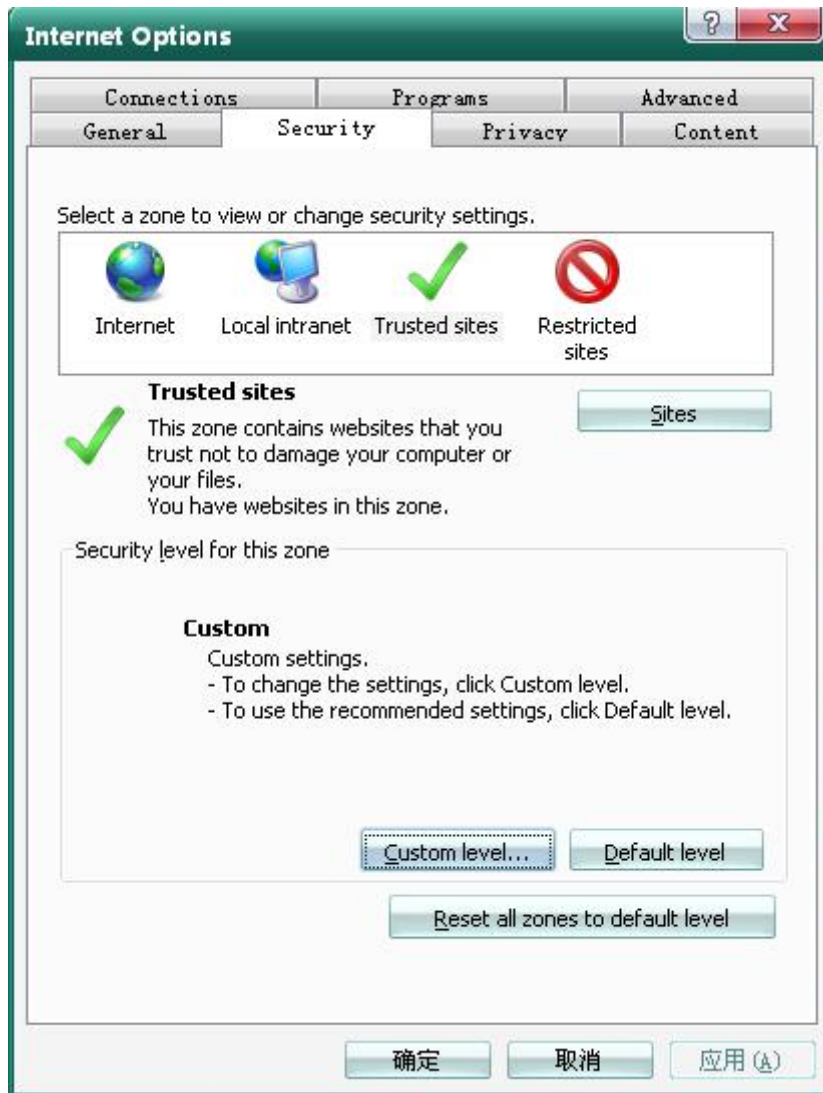 Internet Options
Connections Programs Advanced
General Security Privacy Content
Select a zone to view or change security settings.
Internet Local intranet Trusted sites Restricted
sites
Trusted sites
Sites
This zone contains websites that you
trust not to damage your computer or
your files.
You have websites in this zone.
Security level for this zone
Custom
Custom settings.
- To change the settings, click Custom level.
- To use the recommended settings, click Default level.
Custom level... Default level
Reset all zones to default level
确定 取消 应用(A)